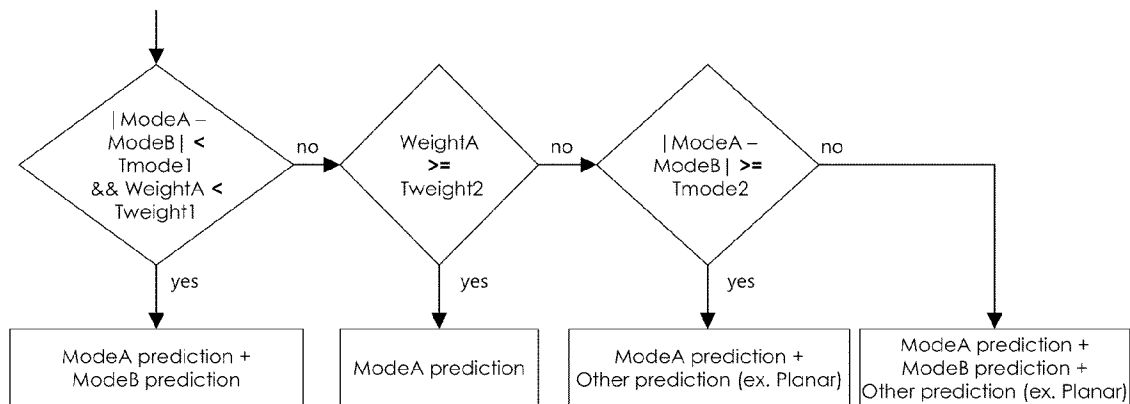 |ModeA –
ModeB| <
Tmode1
&& WeightA <
Tweight1
no
WeightA
>=
Tweight2
no
|ModeA –
ModeB| >=
Tmode2
no
yes
yes
yes
ModeA prediction +
ModeB prediction
ModeA prediction
ModeA prediction +
Other prediction (ex. Planar)
ModeA prediction +
ModeB prediction +
Other prediction (ex. Planar)